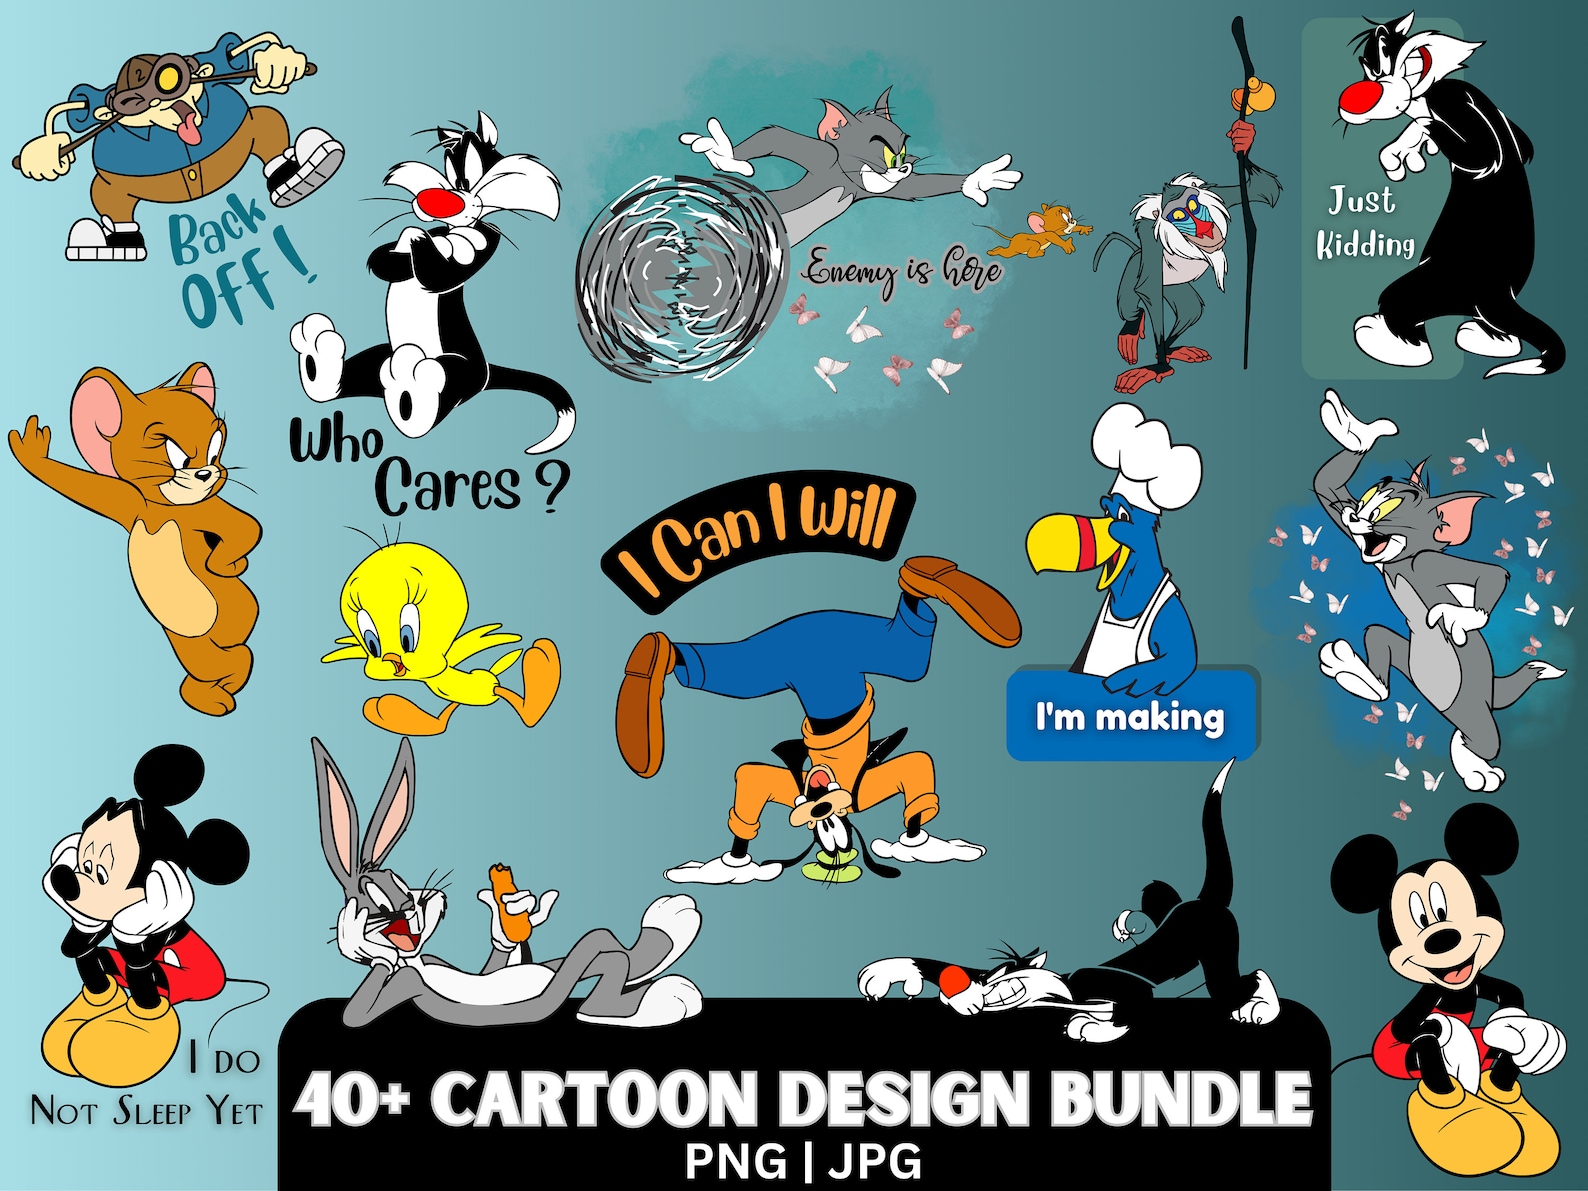 Back
OFF!
Who
Cares?
Enemy is here
Just
Kidding
I Can I Will
I'm making
I DO
NOT SLEEP YET
40+ CARTOON DESIGN BUNDLE
PNG | JPG